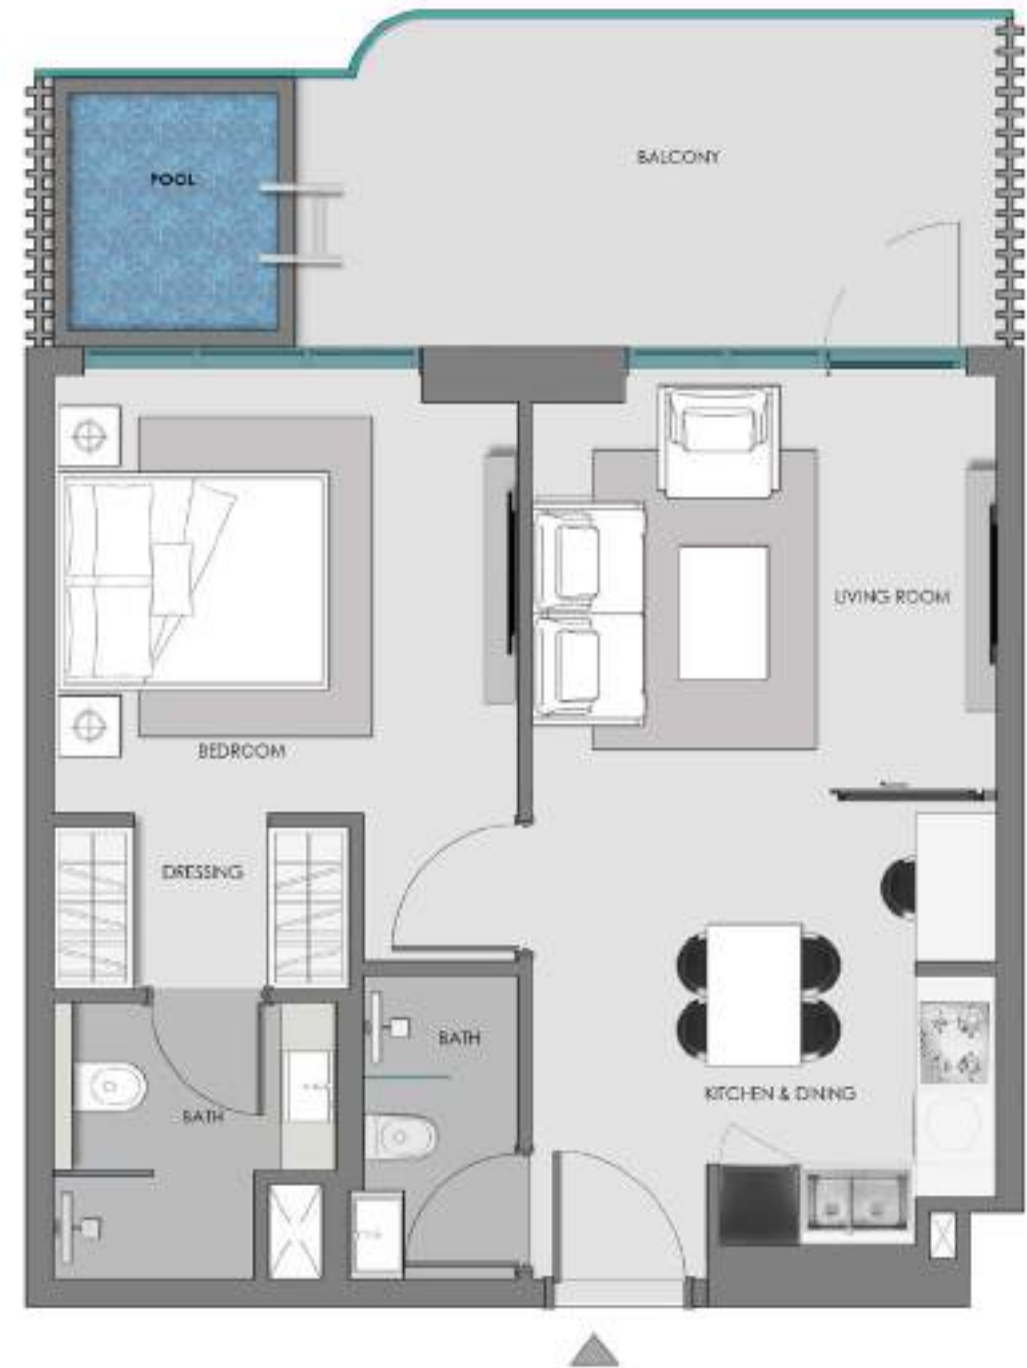 BALCONY
POOL
LIVING ROOM
BEDROOM
DRESSING
BATH
KITCHEN & DINING
BATH